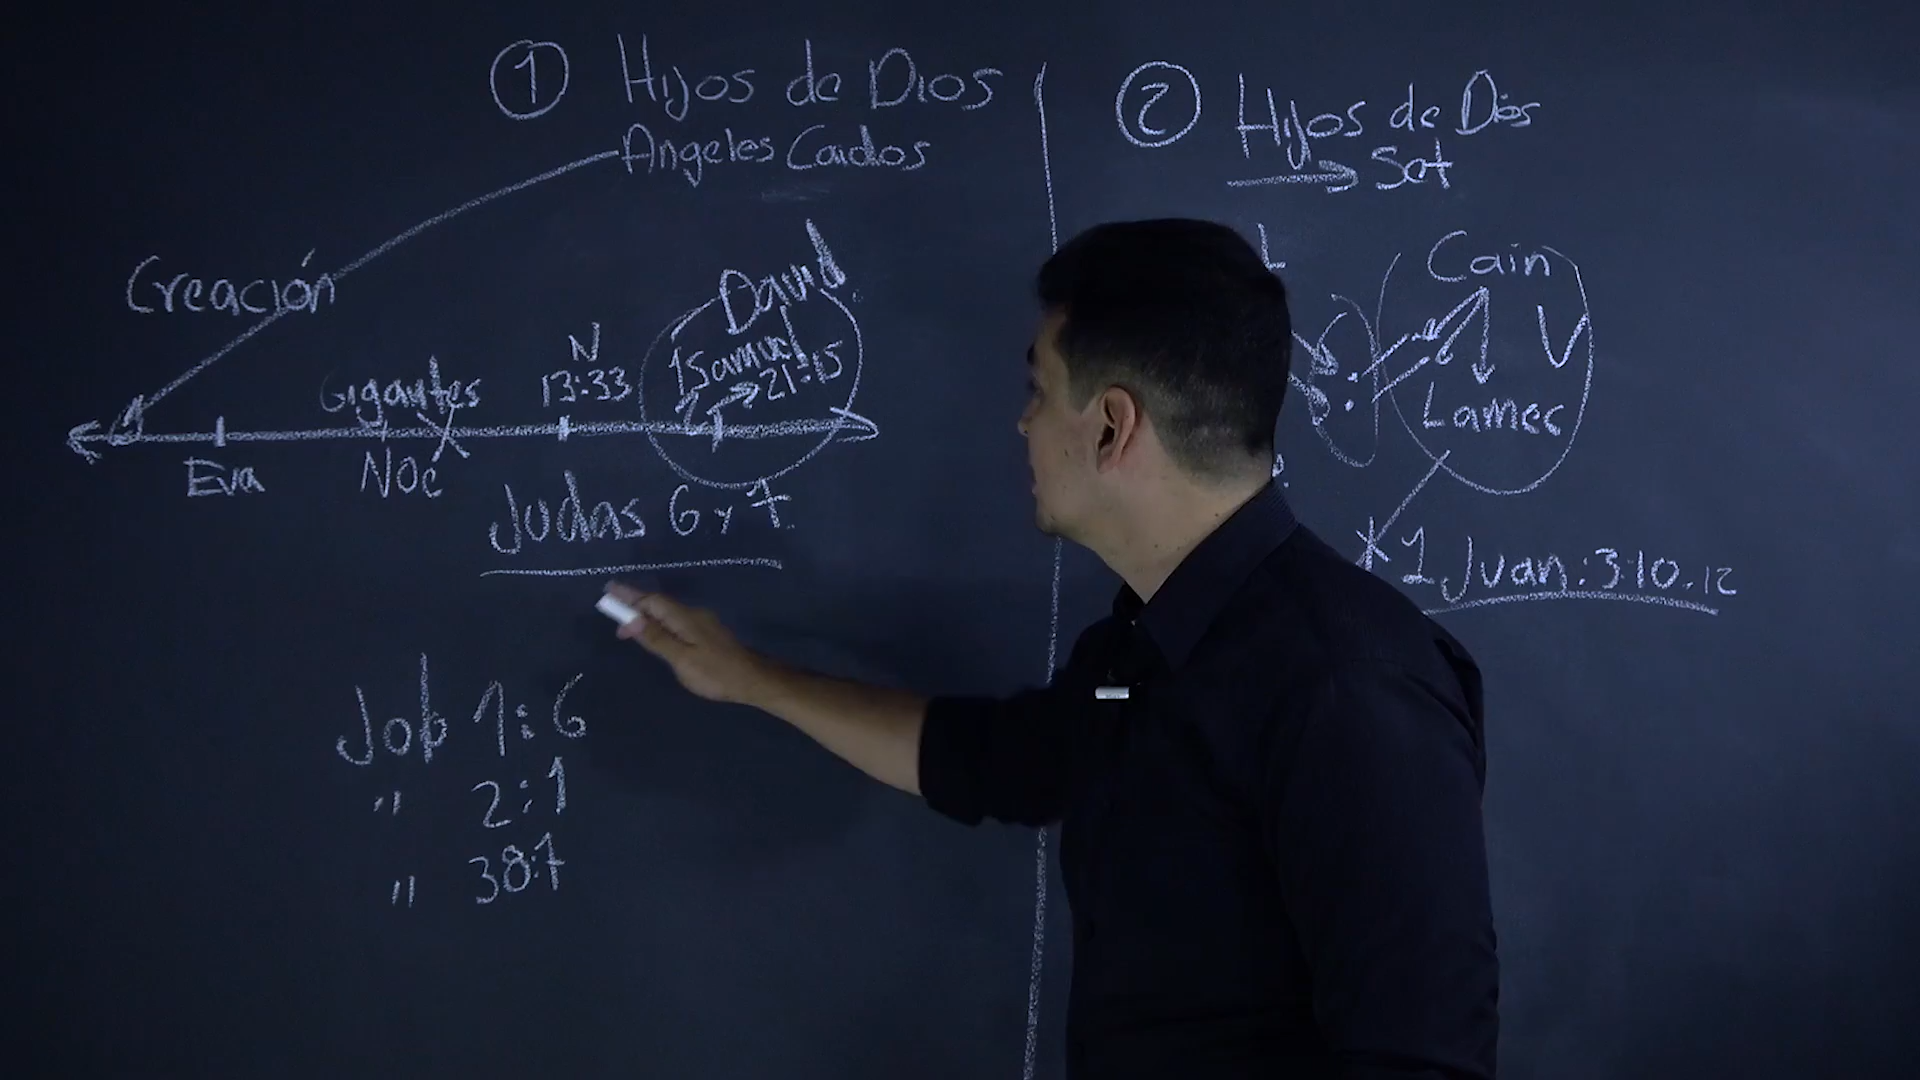 1 Hijos de Dios
Angeles Caidos
Creación
David
1 Samuel
21:15
N
13:33
Gigantes
Eva
NOE
Judas 6 y 7
Job 1:6
" 2:1
" 38:7
2 Hijos de Dios
→ Set
Cain
V
Lamec
* 1 Juan:3:10.12